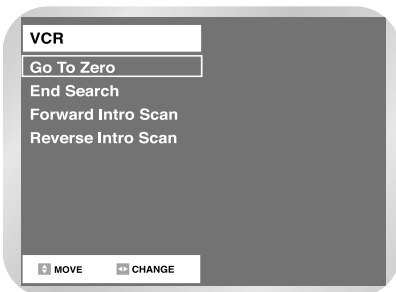 VCR
Go To Zero
End Search
Forward Intro Scan
Reverse Intro Scan
MOVE CHANGE